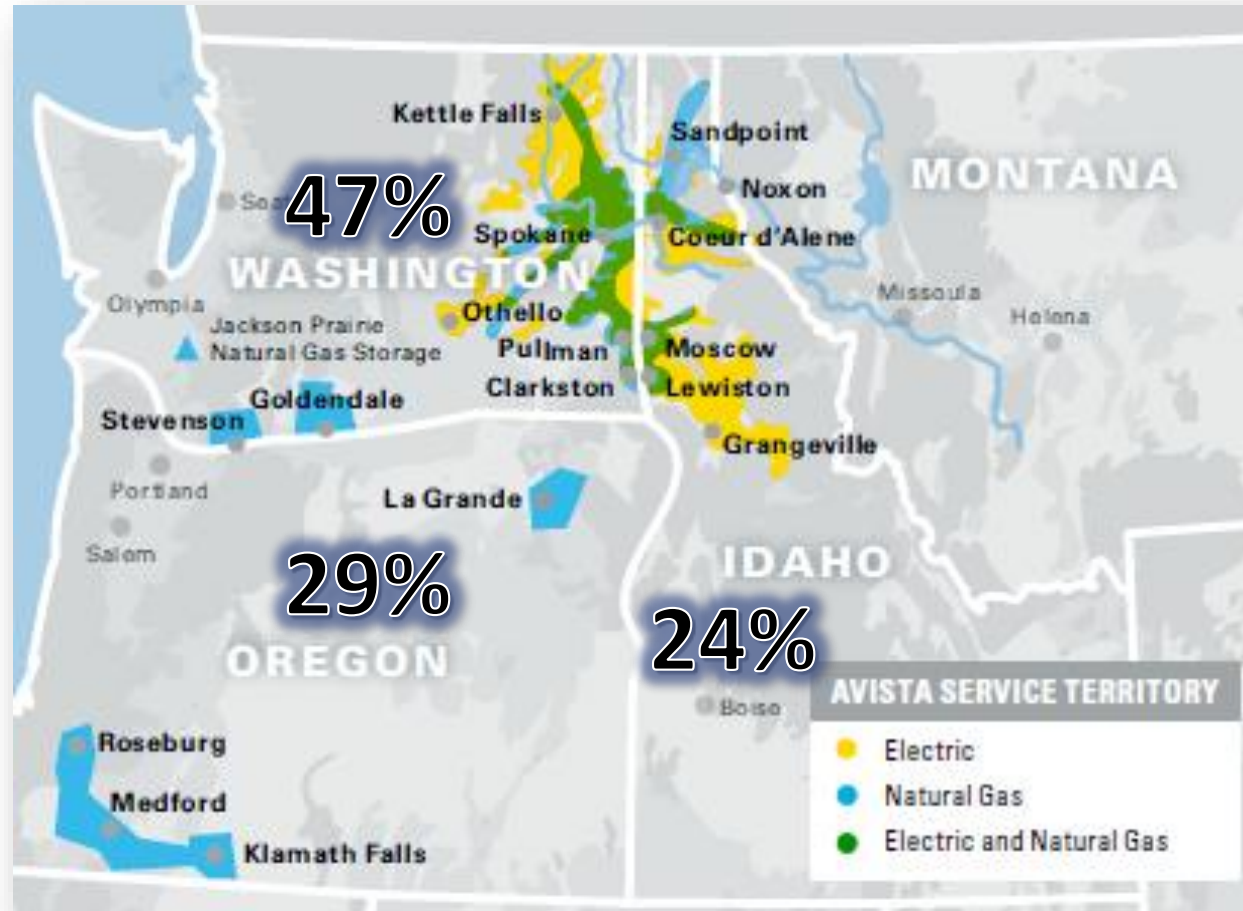 Kettle Falls
Sandpoint
MONTANA
47%
Noxon
Spokane
Coeur d'Alene
WASHINGTON
Missoula
Olympia
Othello
Helena
Jackson Prairie
Natural Gas Storage
Pullman
Moscow
Clarkston
Lewiston
Goldendale
Stevenson
Grangeville
Portland
La Grande
Salem
29%
IDAHO
24%
OREGON
AVISTA SERVICE TERRITORY
Boise
Electric
Roseburg
Natural Gas
Medford
Electric and Natural Gas
Klamath Falls